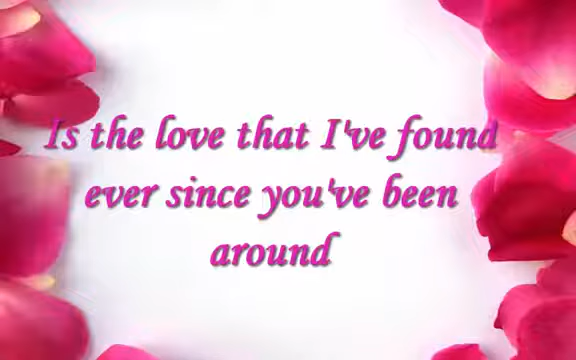 Is the love that I've found
ever since you've been
around